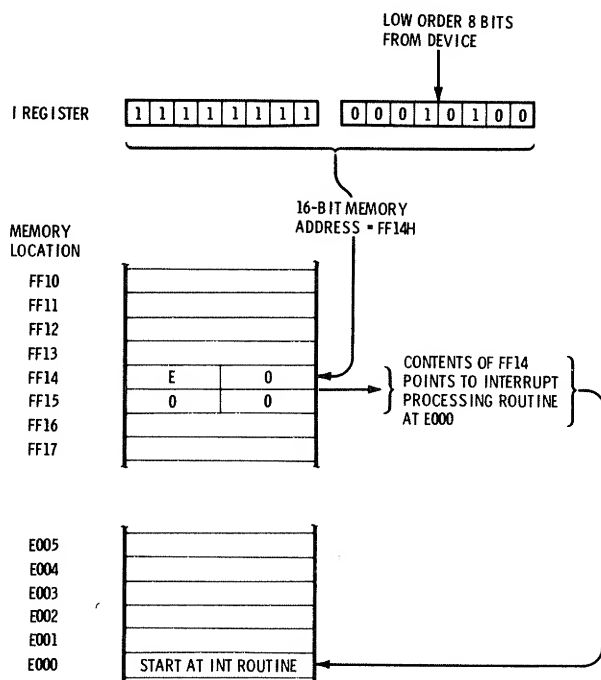 LOW ORDER 8 BITS
FROM DEVICE
I REGISTER 1 1 1 1 1 1 1 1 0 0 0 1 0 1 0 0
16-BIT MEMORY
ADDRESS = FF14H
MEMORY
LOCATION
FF10
FF11
FF12
FF13
FF14 E 0
FF15 0 0
FF16
FF17
CONTENTS OF FF14
POINTS TO INTERRUPT
PROCESSING ROUTINE
AT E000
E005
E004
E003
E002
E001
E000 START AT INT ROUTINE